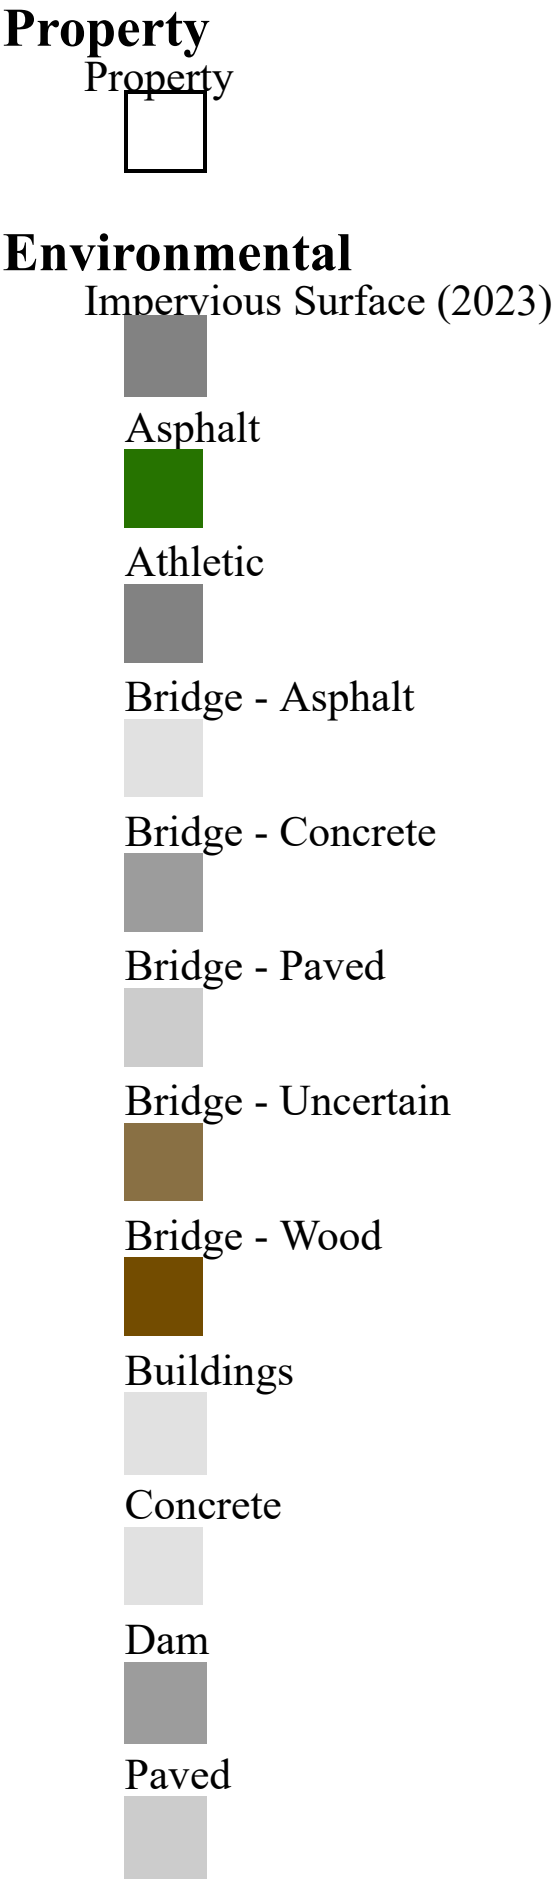 Property
Property
Environmental
Impervious Surface (2023)
Asphalt
Athletic
Bridge - Asphalt
Bridge - Concrete
Bridge - Paved
Bridge - Uncertain
Bridge - Wood
Buildings
Concrete
Dam
Paved